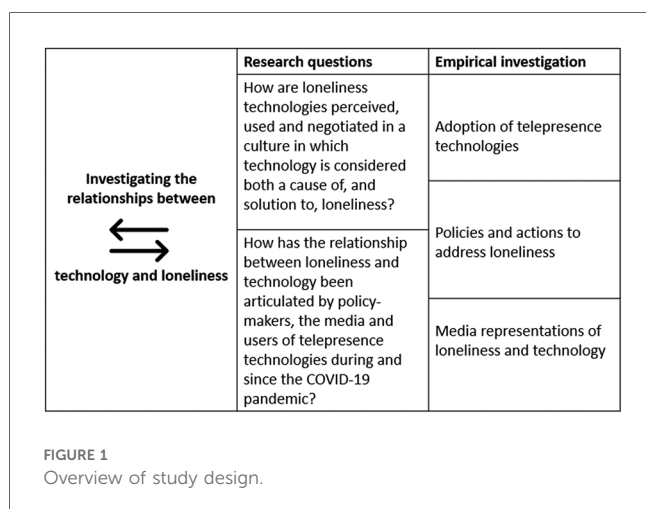 Investigating the
relationships between
technology and loneliness
Research questions
How are loneliness
technologies perceived,
used and negotiated in a
culture in which
technology is considered
both a cause of, and
solution to, loneliness?
How has the relationship
between loneliness and
technology been
articulated by policy-
makers, the media and
users of telepresence
technologies during and
since the COVID-19
pandemic?
Empirical investigation
Adoption of telepresence
technologies
Policies and actions to
address loneliness
Media representations of
loneliness and technology
FIGURE 1
Overview of study design.